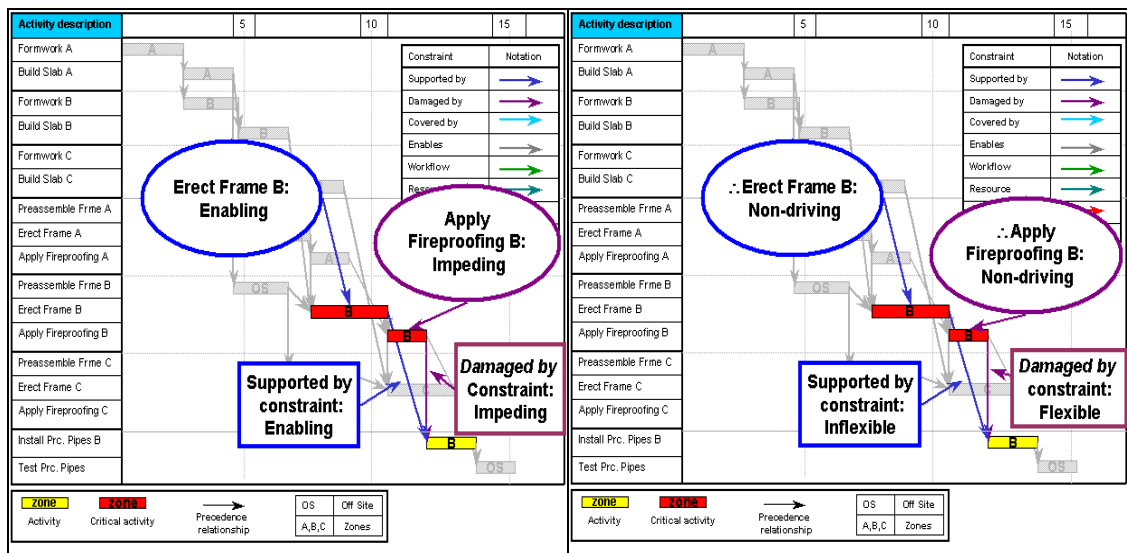 Activity description
5
10
15
Formwork A
Build Slab A
Formwork B
Build Slab B
Formwork C
Build Slab C
Preassemble Frme A
Erect Frame A
Apply Fireproofing A
Preassemble Frme B
Erect Frame B
Apply Fireproofing B
Preassemble Frme C
Erect Frame C
Apply Fireproofing C
Install Prc. Pipes B
Test Prc. Pipes
A
A
B
B
A
OS
B
B
C
B
OS
Constraint Notation
Supported by
Damaged by
Covered by
Enables
Workflow
Erect Frame B:
Enabling
Apply
Fireproofing B:
Impeding
Supported by
constraint:
Enabling
Damaged by
Constraint:
Impeding
zone
Activity
zone
Critical activity
Precedence
relationship
OS Off Site
A,B,C Zones
Activity description
5
10
15
Formwork A
Build Slab A
Formwork B
Build Slab B
Formwork C
Build Slab C
Preassemble Frme A
Erect Frame A
Apply Fireproofing A
Preassemble Frme B
Erect Frame B
Apply Fireproofing B
Preassemble Frme C
Erect Frame C
Apply Fireproofing C
Install Prc. Pipes B
Test Prc. Pipes
A
A
B
B
A
OS
B
B
C
B
OS
Constraint Notation
Supported by
Damaged by
Covered by
Enables
Workflow
Resource
∴Erect Frame B:
Non-driving
∴Apply
Fireproofing B:
Non-driving
Supported by
constraint:
Inflexible
Damaged by
constraint:
Flexible
zone
Activity
zone
Critical activity
Precedence
relationship
OS Off Site
A,B,C Zones